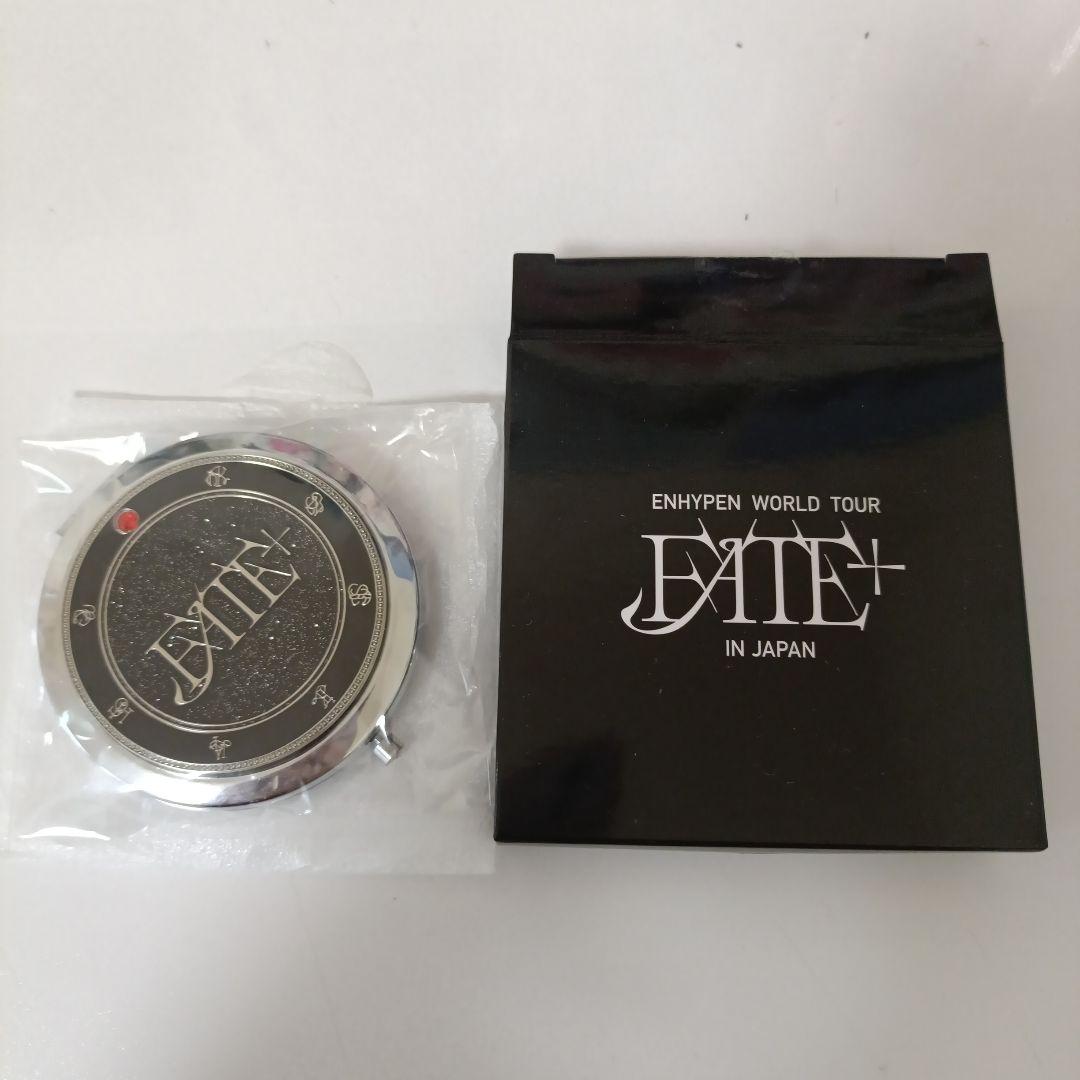 FATE+
ENHYPEN WORLD TOUR
FATE+
IN JAPAN